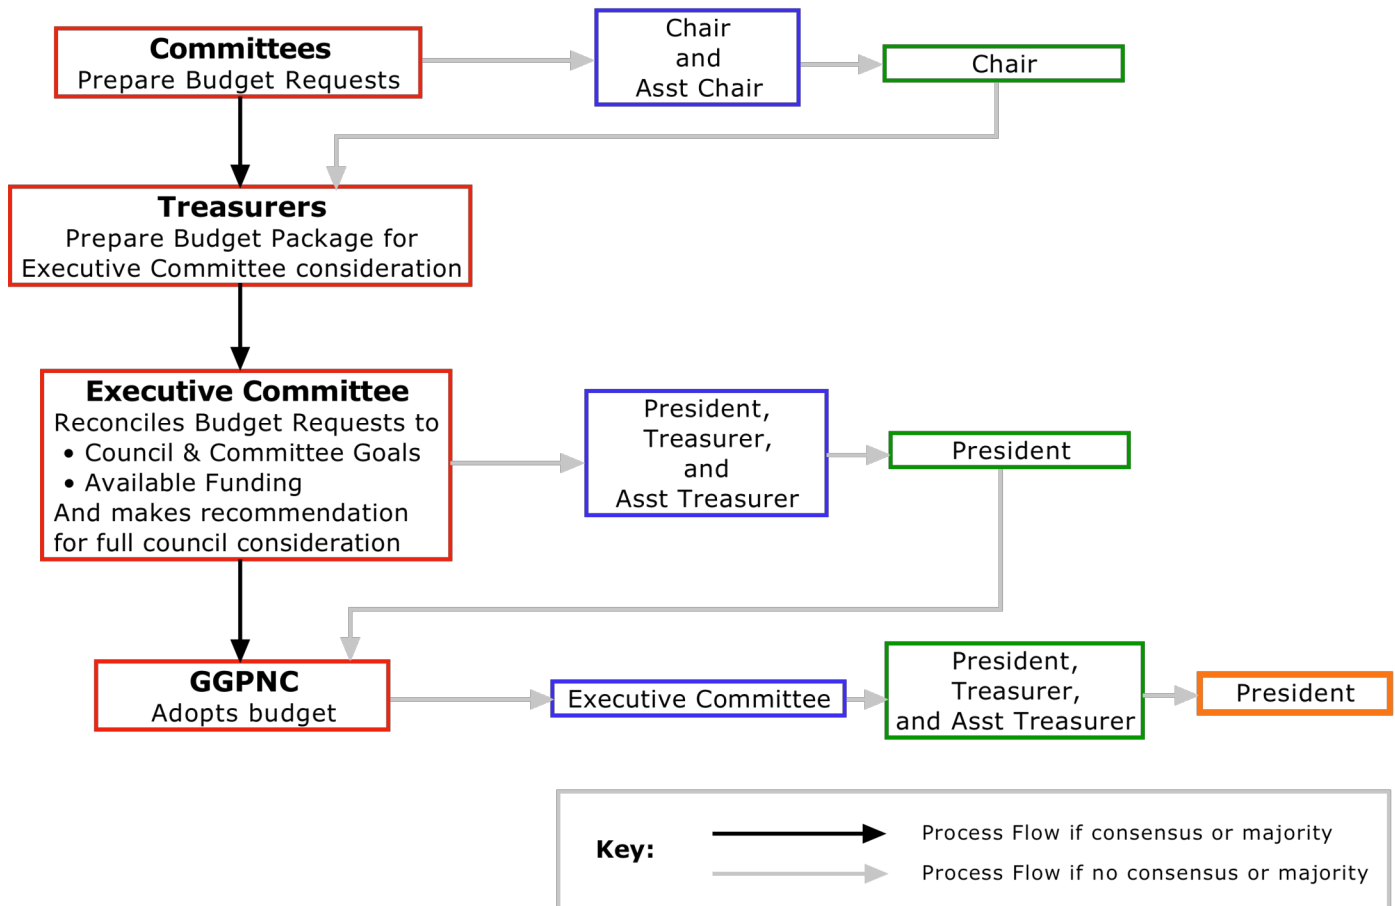 Committees
Prepare Budget Requests
Chair
and
Asst Chair
Chair
Treasurers
Prepare Budget Package for
Executive Committee consideration
Executive Committee
Reconciles Budget Requests to
• Council & Committee Goals
• Available Funding
And makes recommendation
for full council consideration
President,
Treasurer,
and
Asst Treasurer
President
GGPNC
Adopts budget
Executive Committee
President,
Treasurer,
and Asst Treasurer
President
Key:
Process Flow if consensus or majority
Process Flow if no consensus or majority